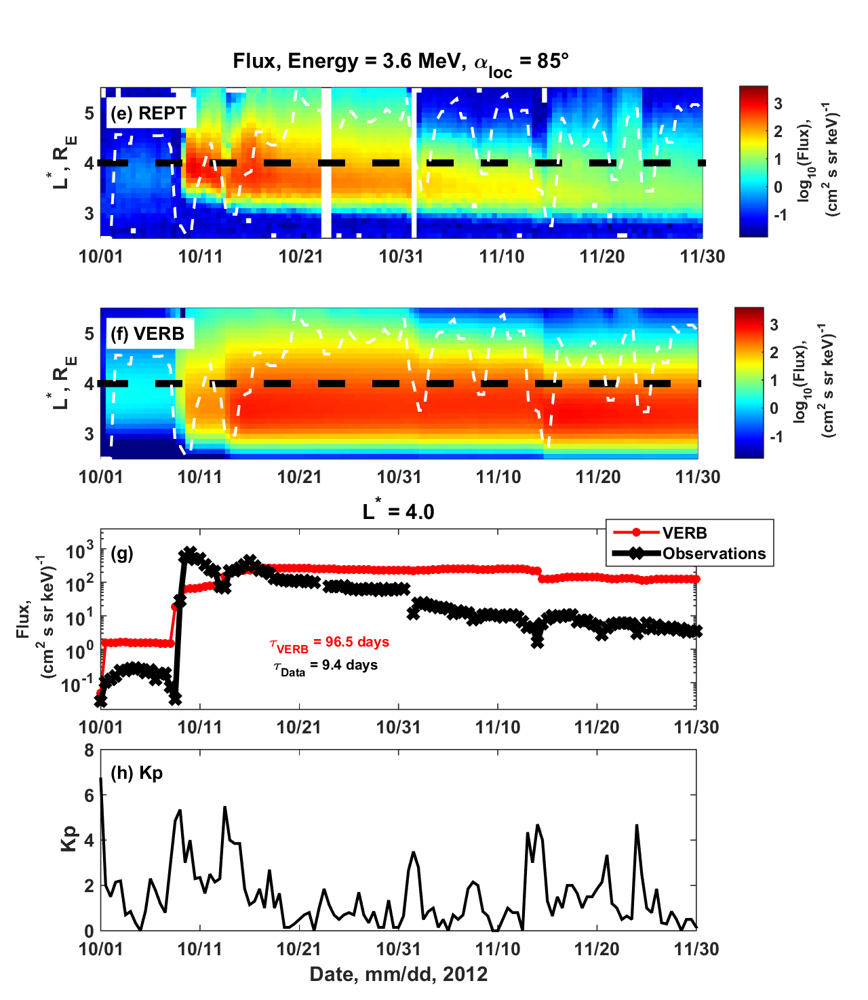 Flux, Energy = 3.6 MeV, α_loc = 85°
(e) REPT
5
4
3
L*, R_E
10/01 10/11 10/21 10/31 11/10 11/20 11/30
3
2
1
0
-1
log10(Flux),
(cm² s sr keV)⁻¹
(f) VERB
5
4
3
L*, R_E
10/01 10/11 10/21 10/31 11/10 11/20 11/30
3
2
1
0
-1
log10(Flux),
(cm² s sr keV)⁻¹
L* = 4.0
(g)
VERB
Observations
10³
10²
10¹
10⁰
10⁻¹
Flux,
(cm² s sr keV)⁻¹
τ_VERB = 96.5 days
τ_Data = 9.4 days
10/01 10/11 10/21 10/31 11/10 11/20 11/30
(h) Kp
8
6
4
2
0
Kp
10/01 10/11 10/21 10/31 11/10 11/20 11/30
Date, mm/dd, 2012